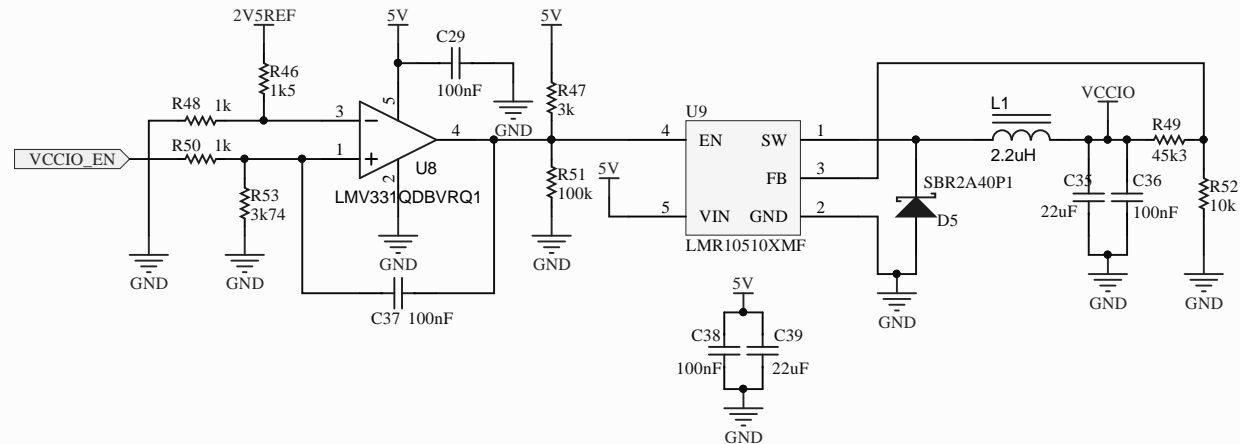 2V5REF
5V
C29
100nF
GND
5V
R46
1k5
R47
3k
R48 1k
R50 1k
VCCIO_EN
3
1
5
4
2
U8
LMV331QDBVRQ1
R53
3k74
R51
100k
GND
GND
GND
GND
C37 100nF
U9
4
EN
SW
1
FB
3
5V
5
VIN
GND
2
LMR10510XMF
L1
2.2uH
VCCIO
R49
45k3
SBR2A40P1
D5
C35
22uF
C36
100nF
R52
10k
GND
GND
GND
5V
C38
100nF
C39
22uF
GND